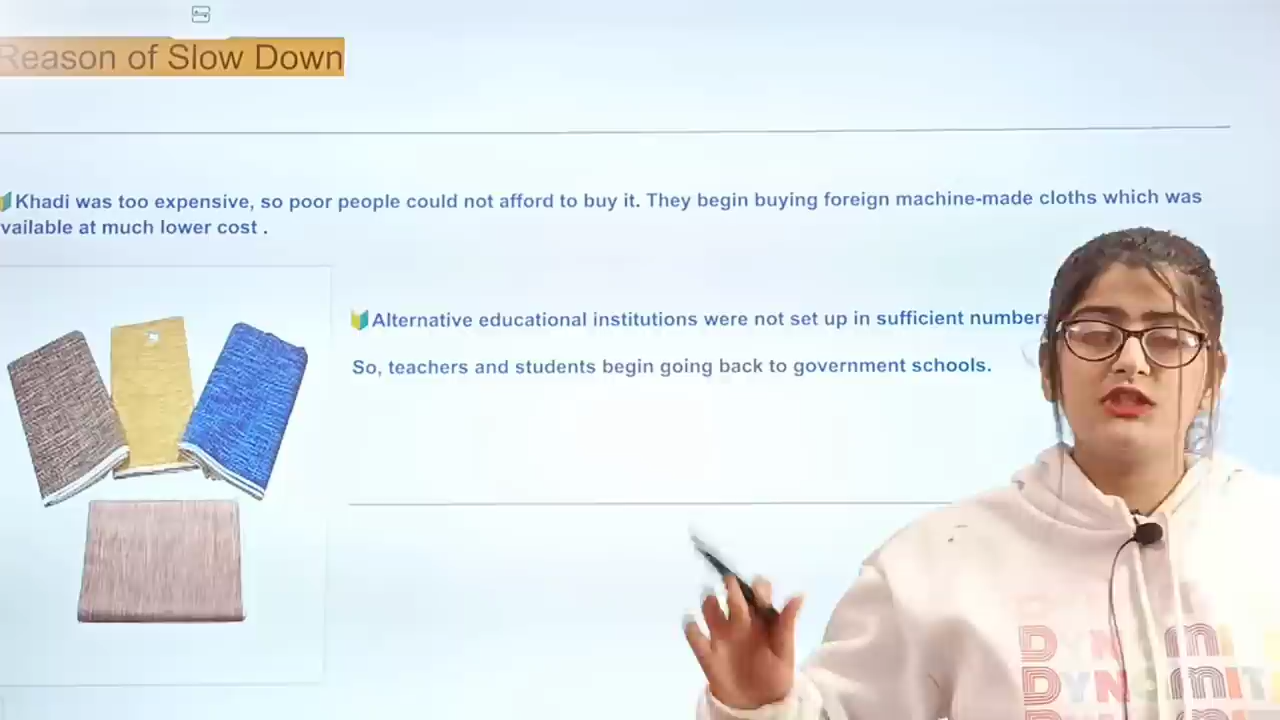 Reason of Slow Down
Khadi was too expensive, so poor people could not afford to buy it. They begin buying foreign machine-made cloths which was
vailable at much lower cost .
Alternative educational institutions were not set up in sufficient numbers
So, teachers and students begin going back to government schools.